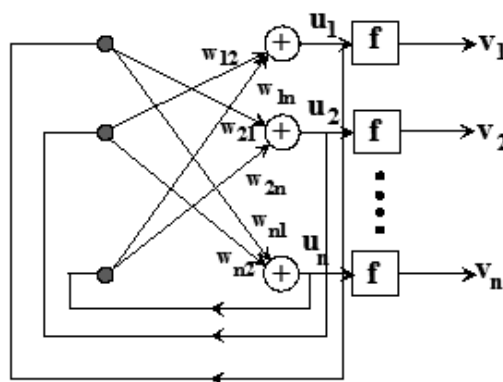 u1 f v1
w12
+
w1n
u2 f v2
w21
+
w2n
wn1
un f vn
wn2
+